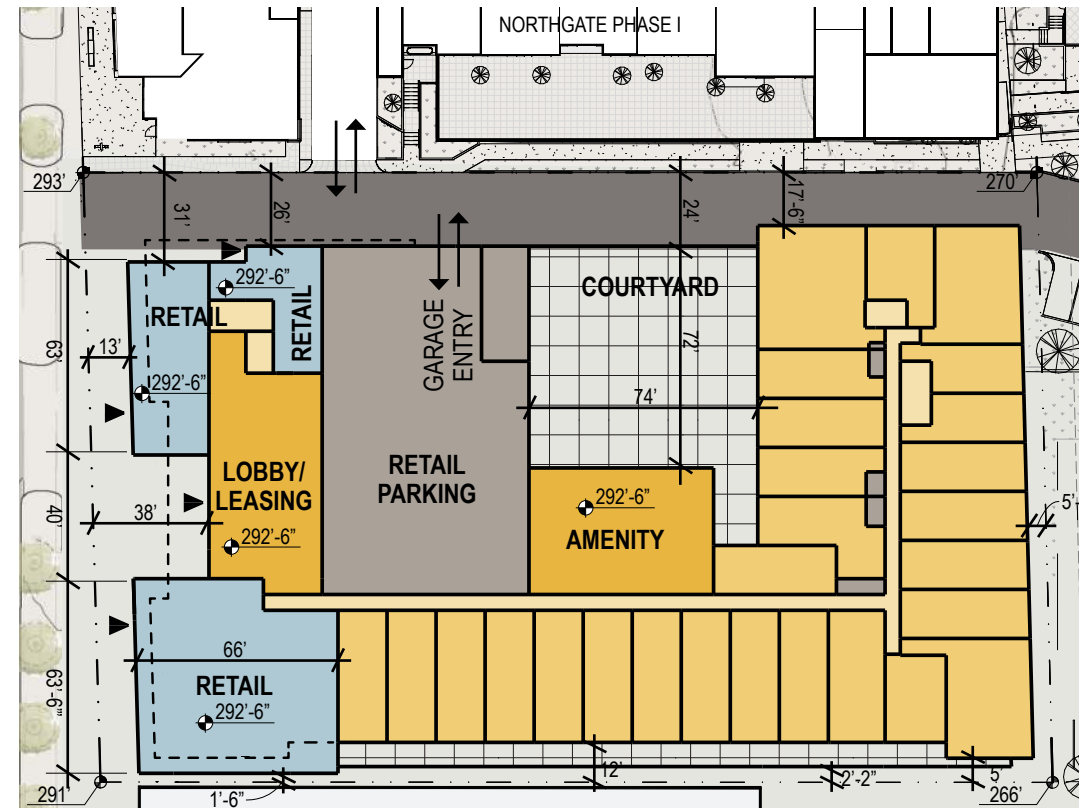 NORTHGATE PHASE I
293'
31'
26'
24'
17'-6"
270'
292'-6"
COURTYARD
RETAIL
RETAIL
GARAGE
ENTRY
72'
63'
13'
292'-6"
74'
LOBBY/
LEASING
RETAIL
PARKING
292'-6"
AMENITY
40'
38'
292'-6"
5'
66'
RETAIL
292'-6"
63'-6"
291'
1'-6"
12'
2'-2"
5'
266'